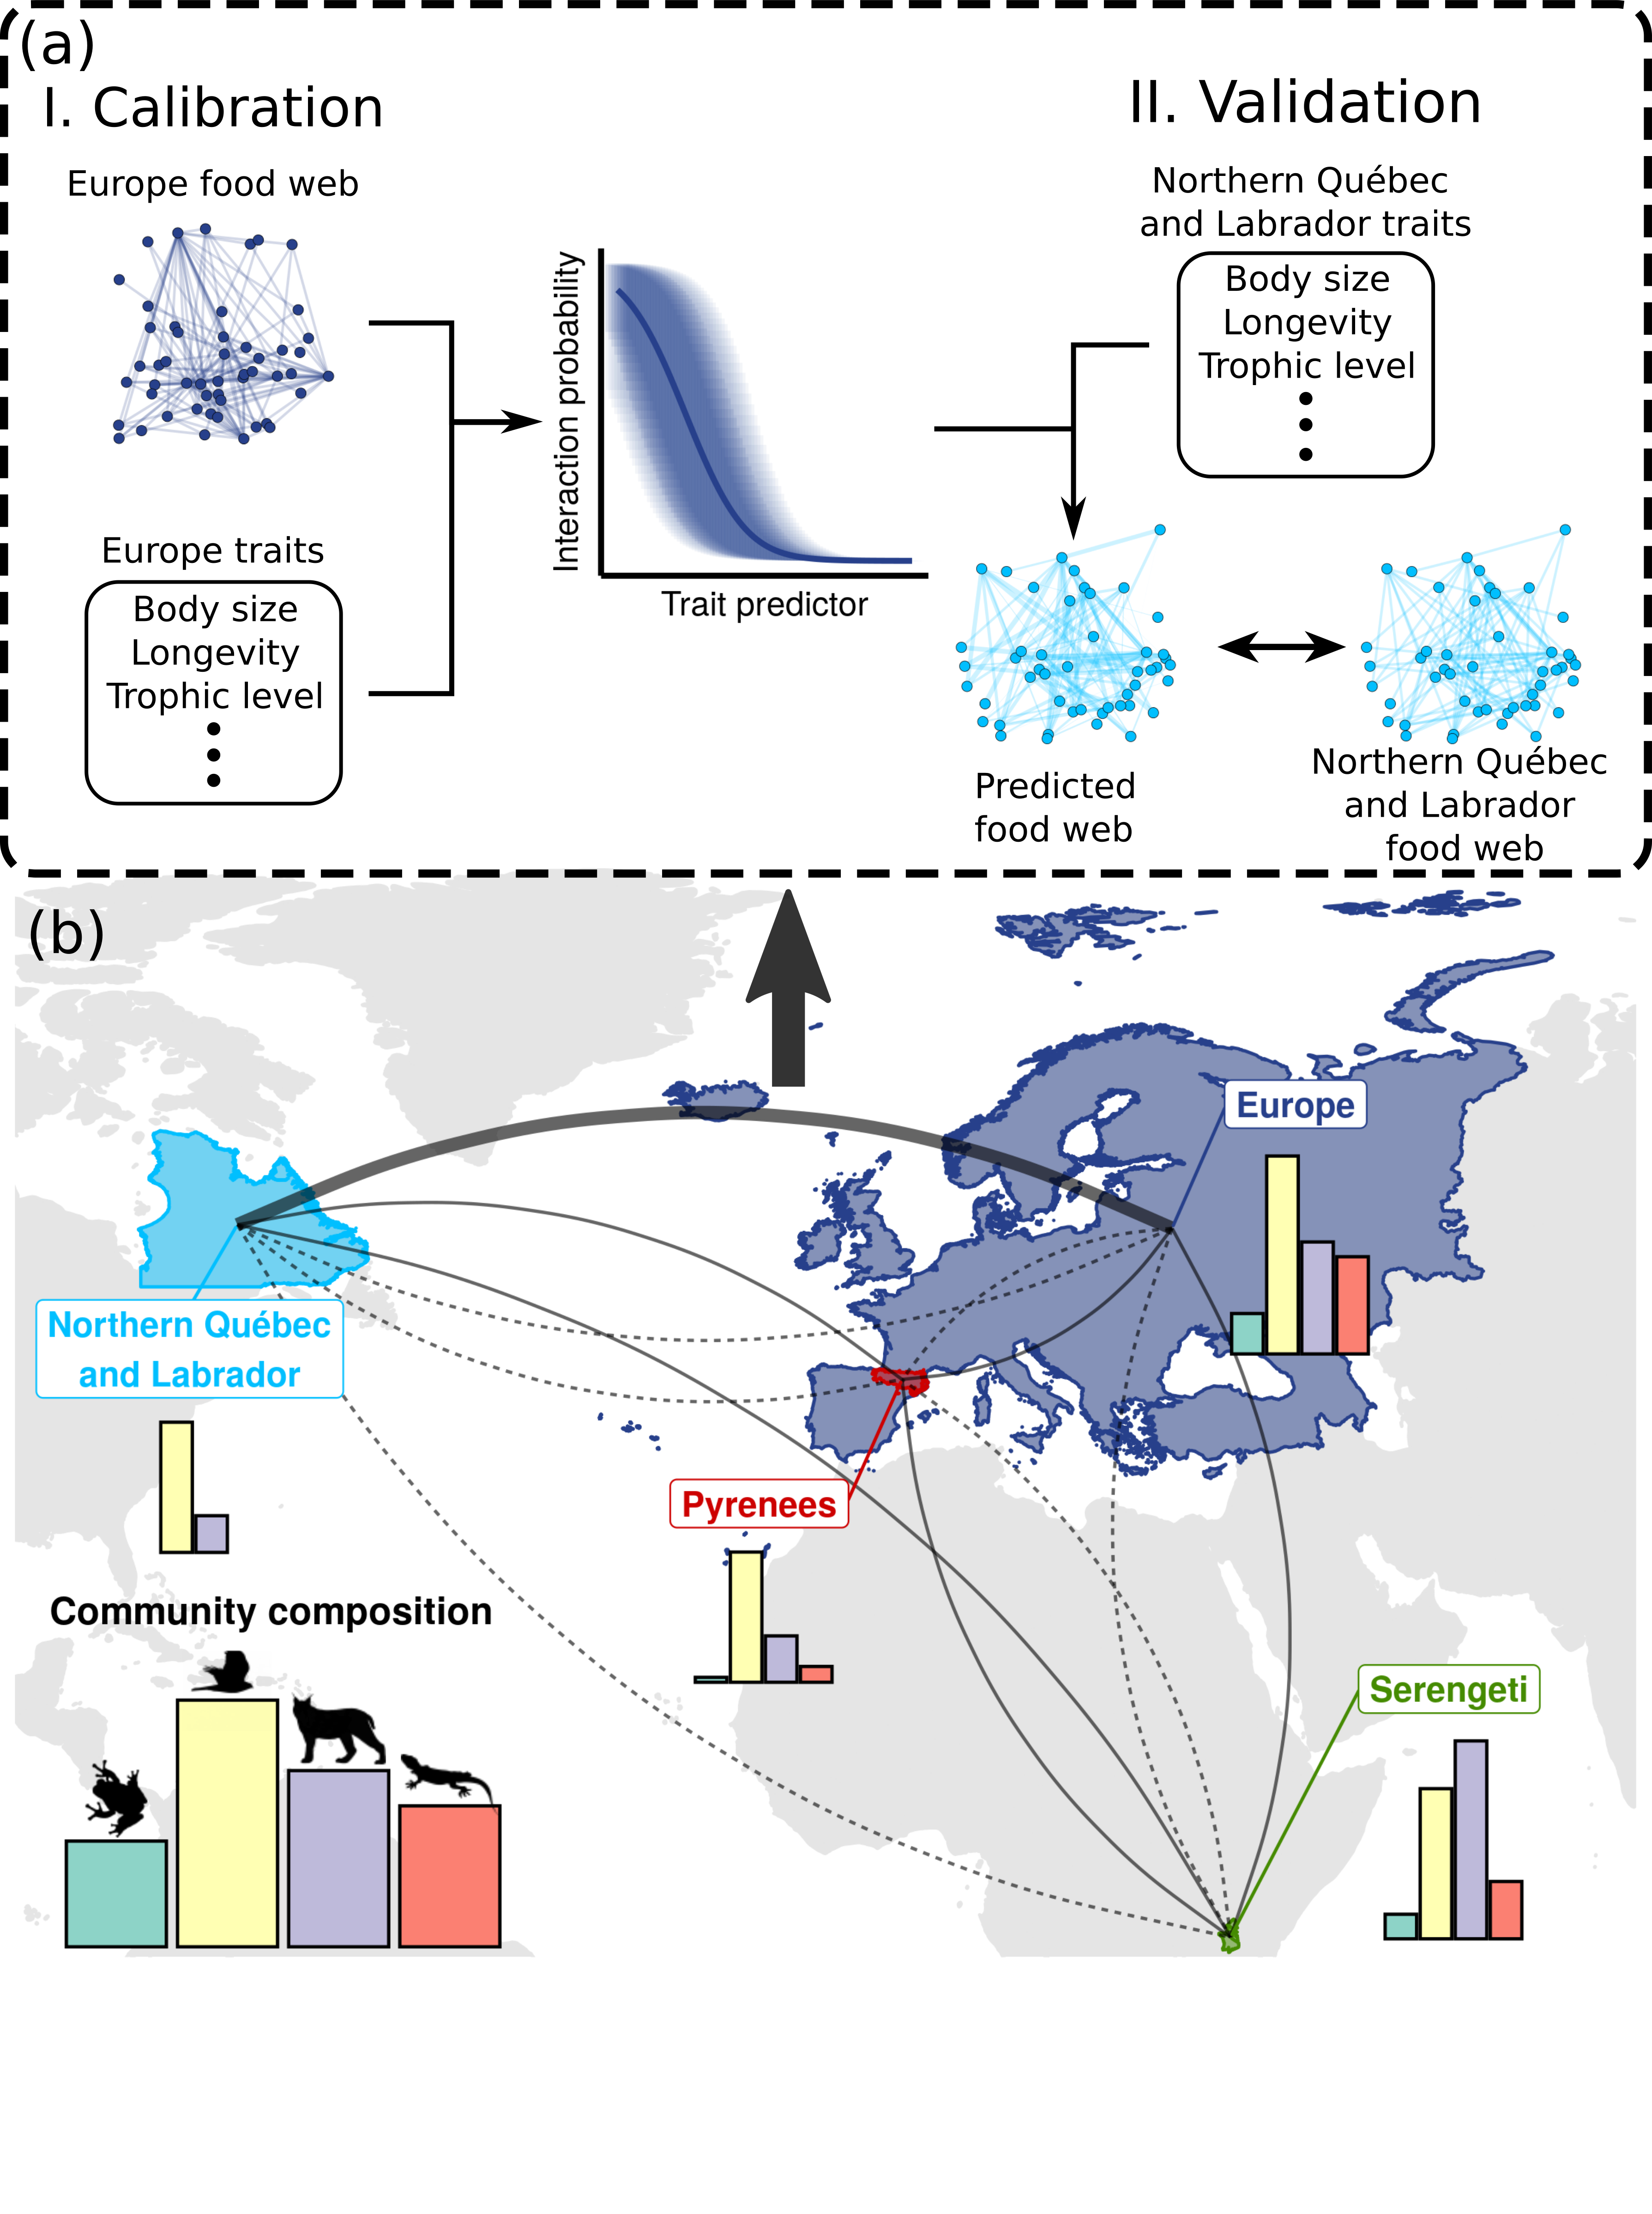 (a)
I. Calibration
II. Validation
Europe food web
Northern Québec
and Labrador traits
Body size
Longevity
Trophic level
Interaction probability
Trait predictor
Europe traits
Body size
Longevity
Trophic level
Predicted
food web
Northern Québec
and Labrador
food web
(b)
Europe
Northern Québec
and Labrador
Pyrenees
Community composition
Serengeti